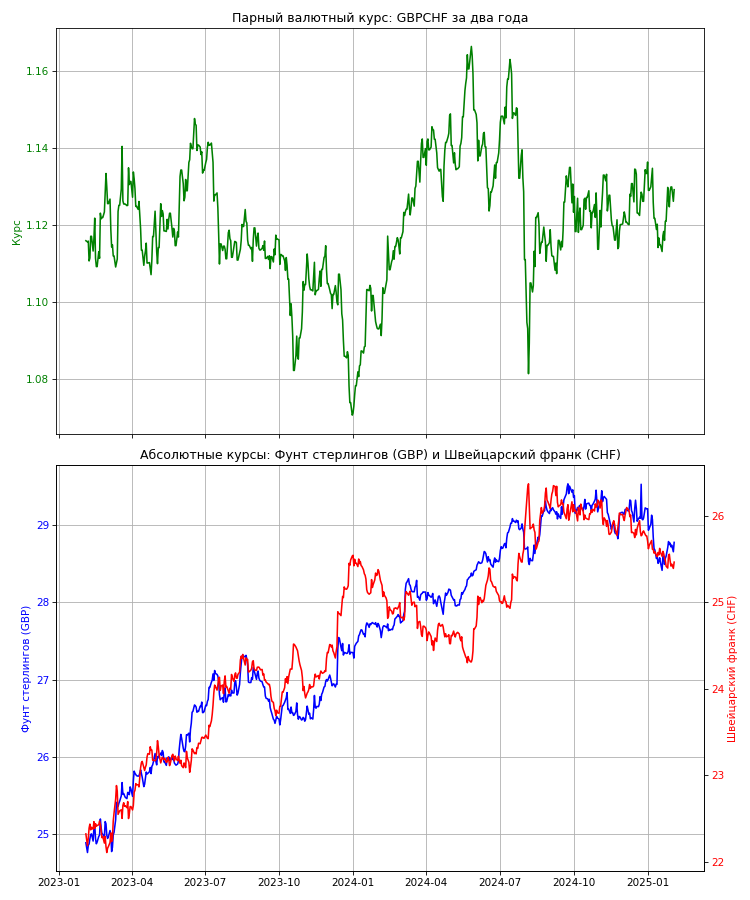 Парный валютный курс: GBPCHF за два года
Курс
1.16
1.14
1.12
1.10
1.08
Абсолютные курсы: Фунт стерлингов (GBP) и Швейцарский франк (CHF)
Фунт стерлингов (GBP)
29
28
27
26
25
Швейцарский франк (CHF)
26
25
24
23
22
2023-01 2023-04 2023-07 2023-10 2024-01 2024-04 2024-07 2024-10 2025-01